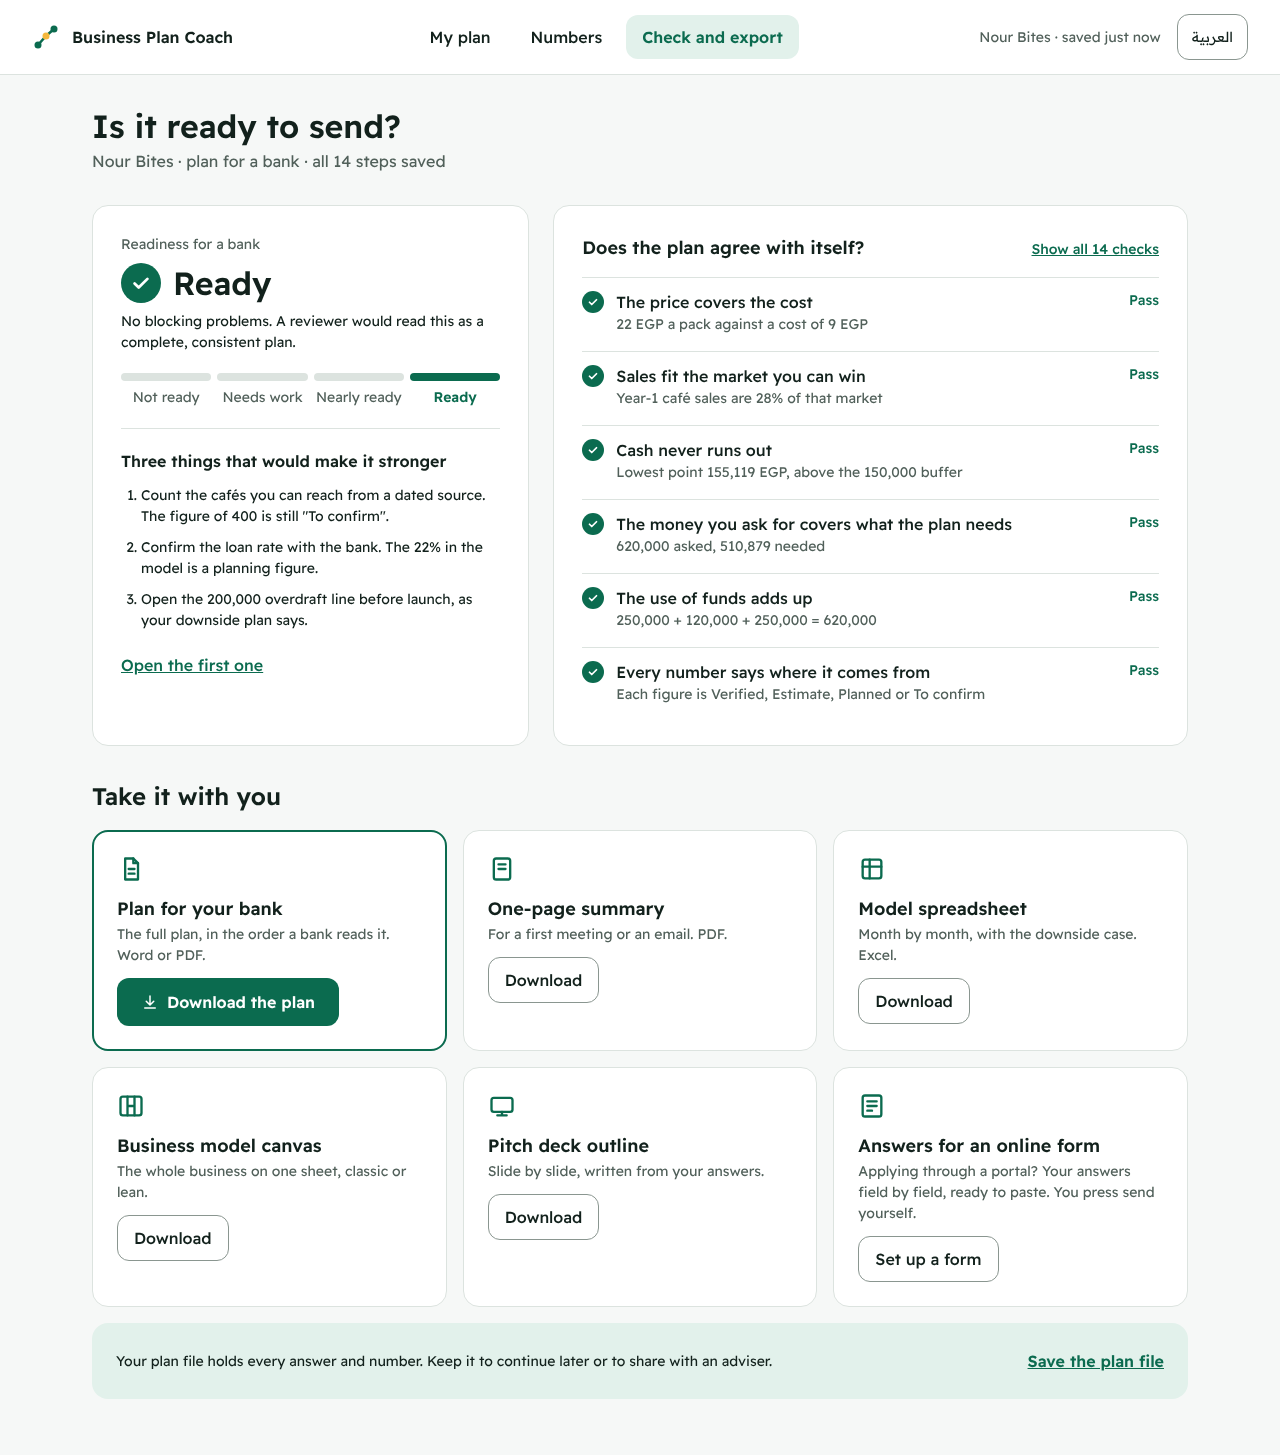 Business Plan Coach
My plan
Numbers
Check and export
Nour Bites · saved just now
العربية
Is it ready to send?
Nour Bites · plan for a bank · all 14 steps saved
Readiness for a bank
Ready
No blocking problems. A reviewer would read this as a
complete, consistent plan.
Not ready
Needs work
Nearly ready
Ready
Three things that would make it stronger
1. Count the cafés you can reach from a dated source.
The figure of 400 is still "To confirm".
2. Confirm the loan rate with the bank. The 22% in the
model is a planning figure.
3. Open the 200,000 overdraft line before launch, as
your downside plan says.
Open the first one
Does the plan agree with itself?
Show all 14 checks
The price covers the cost
Pass
22 EGP a pack against a cost of 9 EGP
Sales fit the market you can win
Pass
Year-1 café sales are 28% of that market
Cash never runs out
Pass
Lowest point 155,119 EGP, above the 150,000 buffer
The money you ask for covers what the plan needs
Pass
620,000 asked, 510,879 needed
The use of funds adds up
Pass
250,000 + 120,000 + 250,000 = 620,000
Every number says where it comes from
Pass
Each figure is Verified, Estimate, Planned or To confirm
Take it with you
Plan for your bank
The full plan, in the order a bank reads it.
Word or PDF.
Download the plan
One-page summary
For a first meeting or an email. PDF.
Download
Model spreadsheet
Month by month, with the downside case.
Excel.
Download
Business model canvas
The whole business on one sheet, classic or
lean.
Download
Pitch deck outline
Slide by slide, written from your answers.
Download
Answers for an online form
Applying through a portal? Your answers
field by field, ready to paste. You press send
yourself.
Set up a form
Your plan file holds every answer and number. Keep it to continue later or to share with an adviser.
Save the plan file